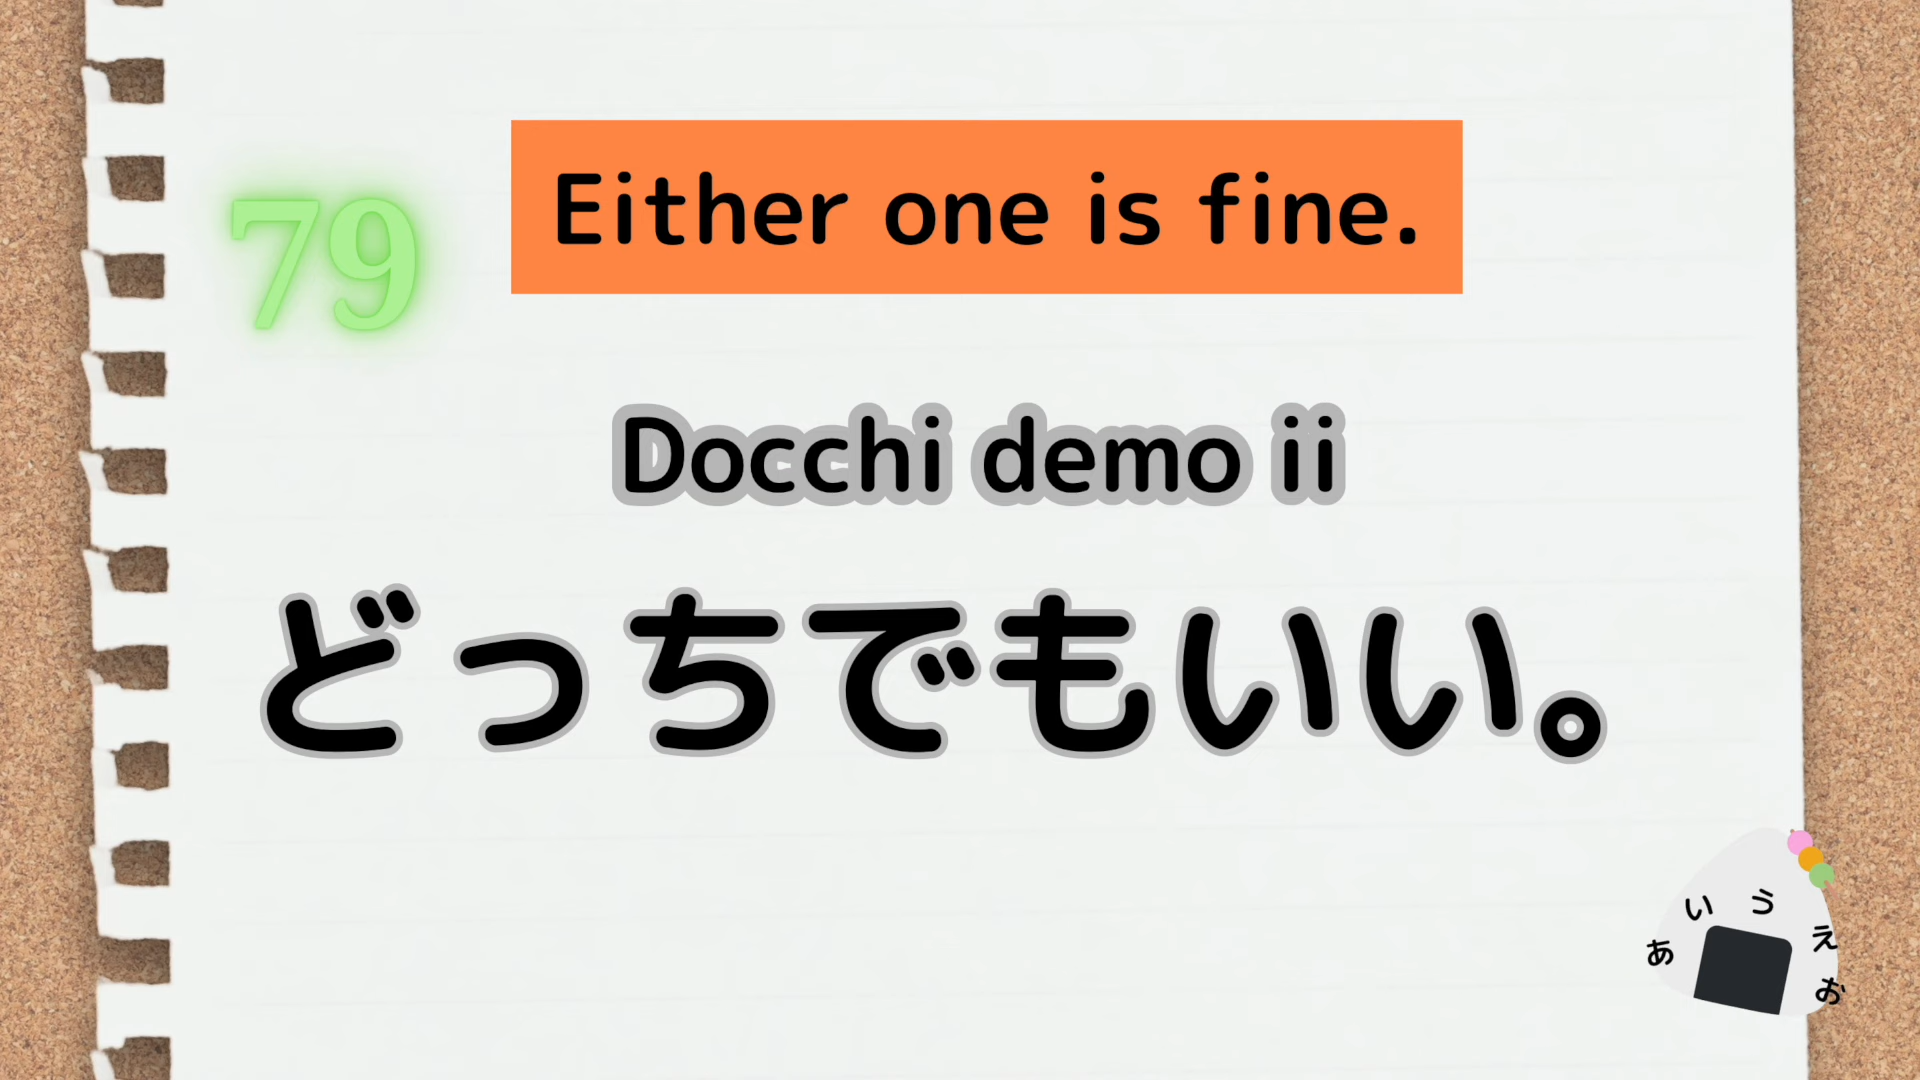 79
Either one is fine.
Docchi demo ii
どっちでもいい。
あいうえお